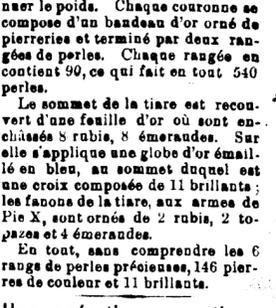 nuer le poids. Chaque couronne se
compose d'un bandeau d'or orné de
pierreries et terminé par deux ran-
gées de perles. Chaque rangée en
contient 90, ce qui fait en tout 540
perles.
Le sommet de la tiare est recou-
vert d'une feuille d'or où sont en-
châssés 8 rubis, 8 émeraudes. Sur
elle s'applique une globe d'or émail-
lé en bleu, au sommet duquel est
une croix composée de 11 brillants ;
les fanons de la tiare, aux armes de
Pie X, sont ornés de 2 rubis, 2 to-
pazes et 4 émerandes.
En tout, sans comprendre les 6
rangs de perles précieuses, 146 pier-
res de couleur et 11 brillants.